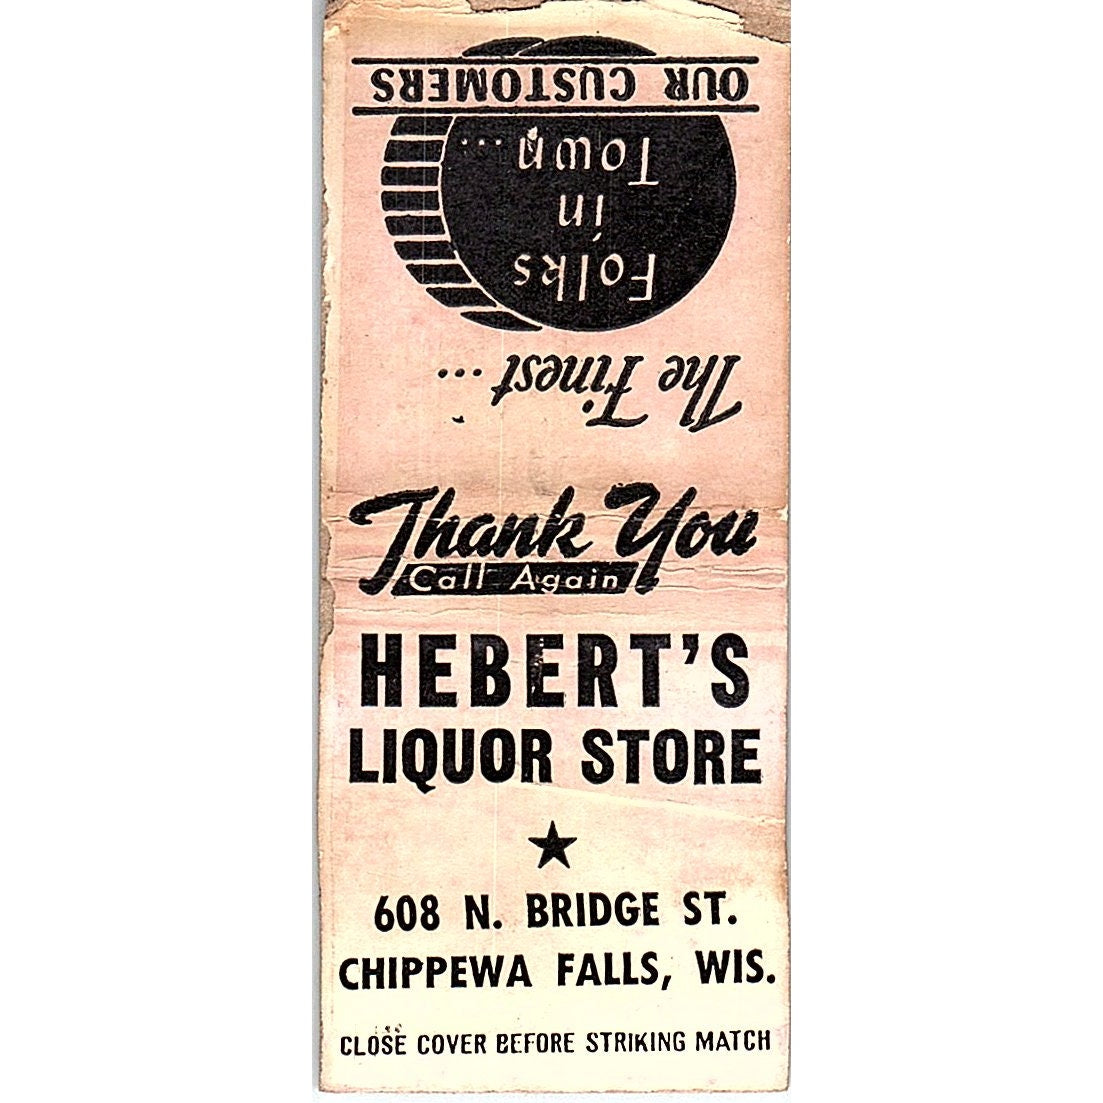 The Finest ...
Folks
in
Town ...
OUR CUSTOMERS
Thank You
Call Again
HEBERT'S
LIQUOR STORE
608 N. BRIDGE ST.
CHIPPEWA FALLS, WIS.
CLOSE COVER BEFORE STRIKING MATCH